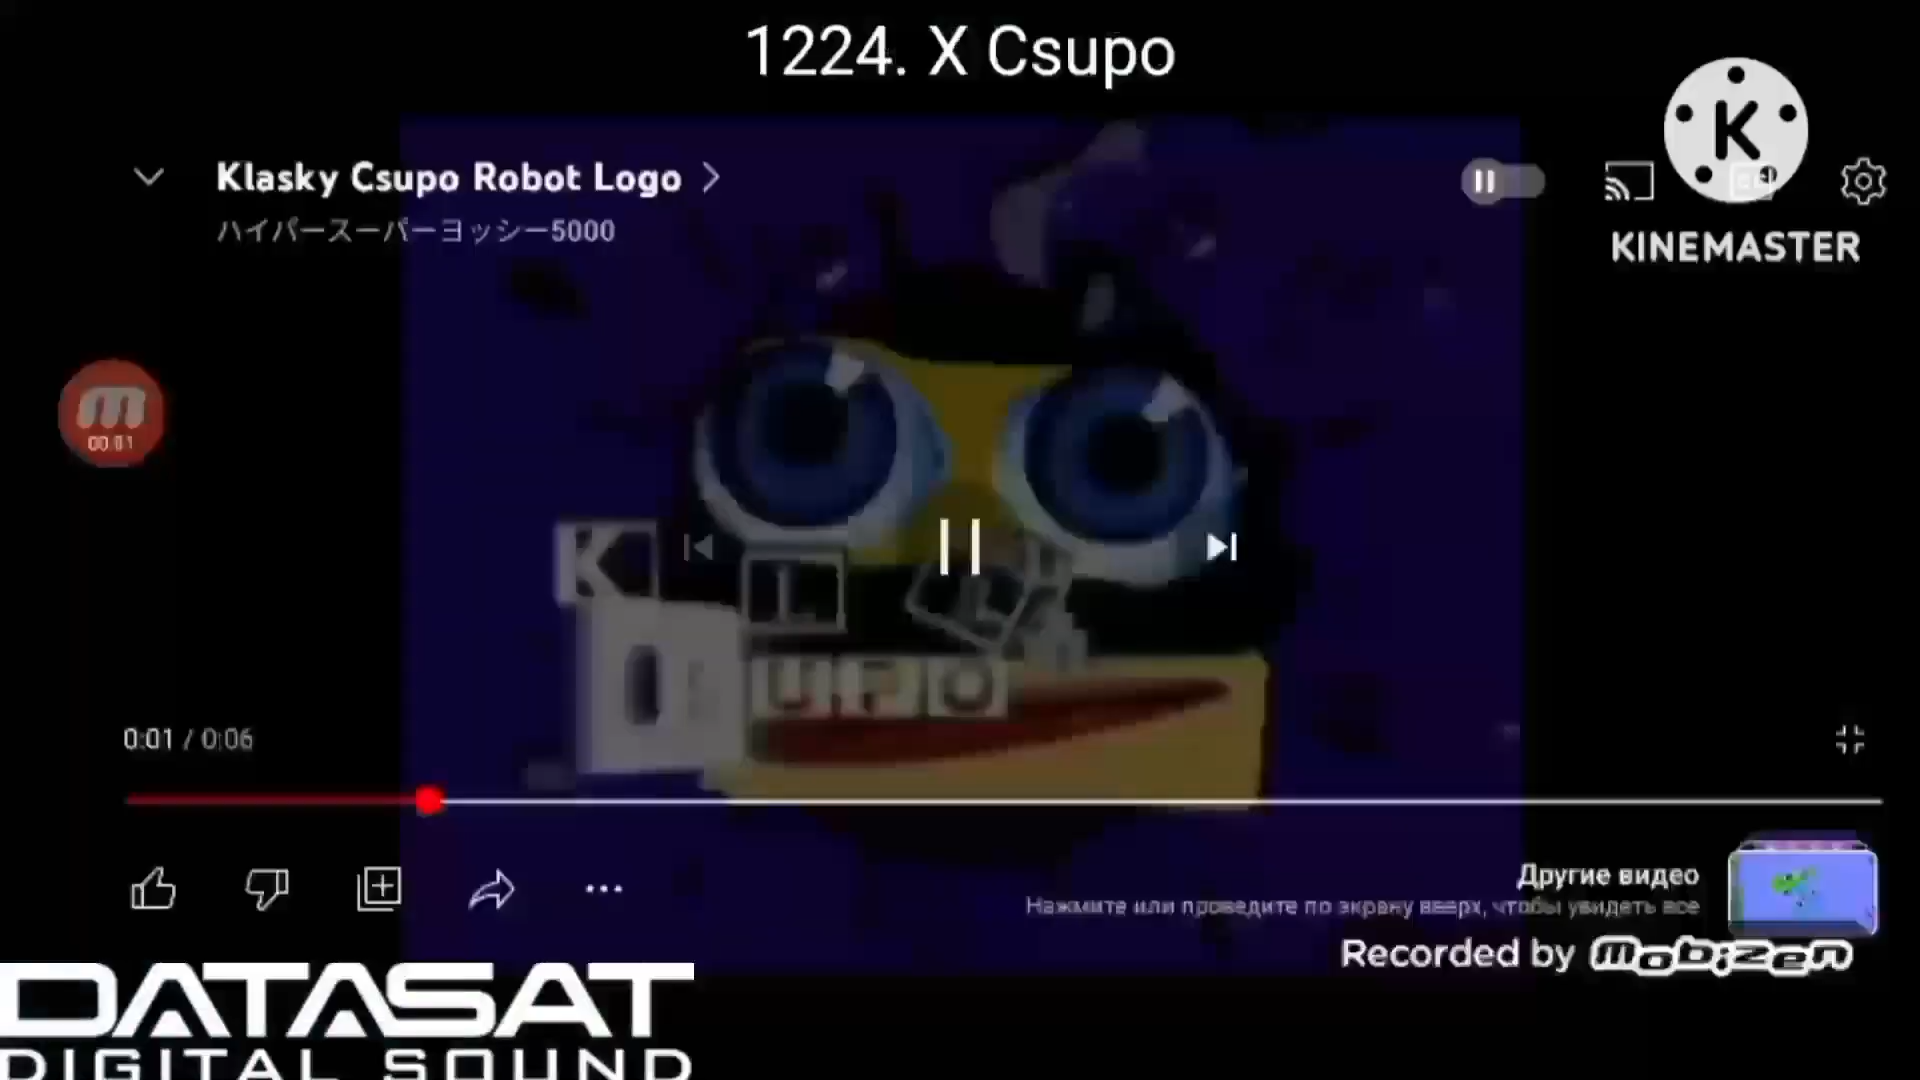 1224. X Csupo
Klasky Csupo Robot Logo
ハイパースーパーヨッシー5000
K
KINEMASTER
m
00:01
K
L
UPO
0:01 / 0:06
Другие видео
Нажмите или проведите по экрану вверх, чтобы увидеть все
Recorded by mobizen
DATASAT
DIGITAL SOUND